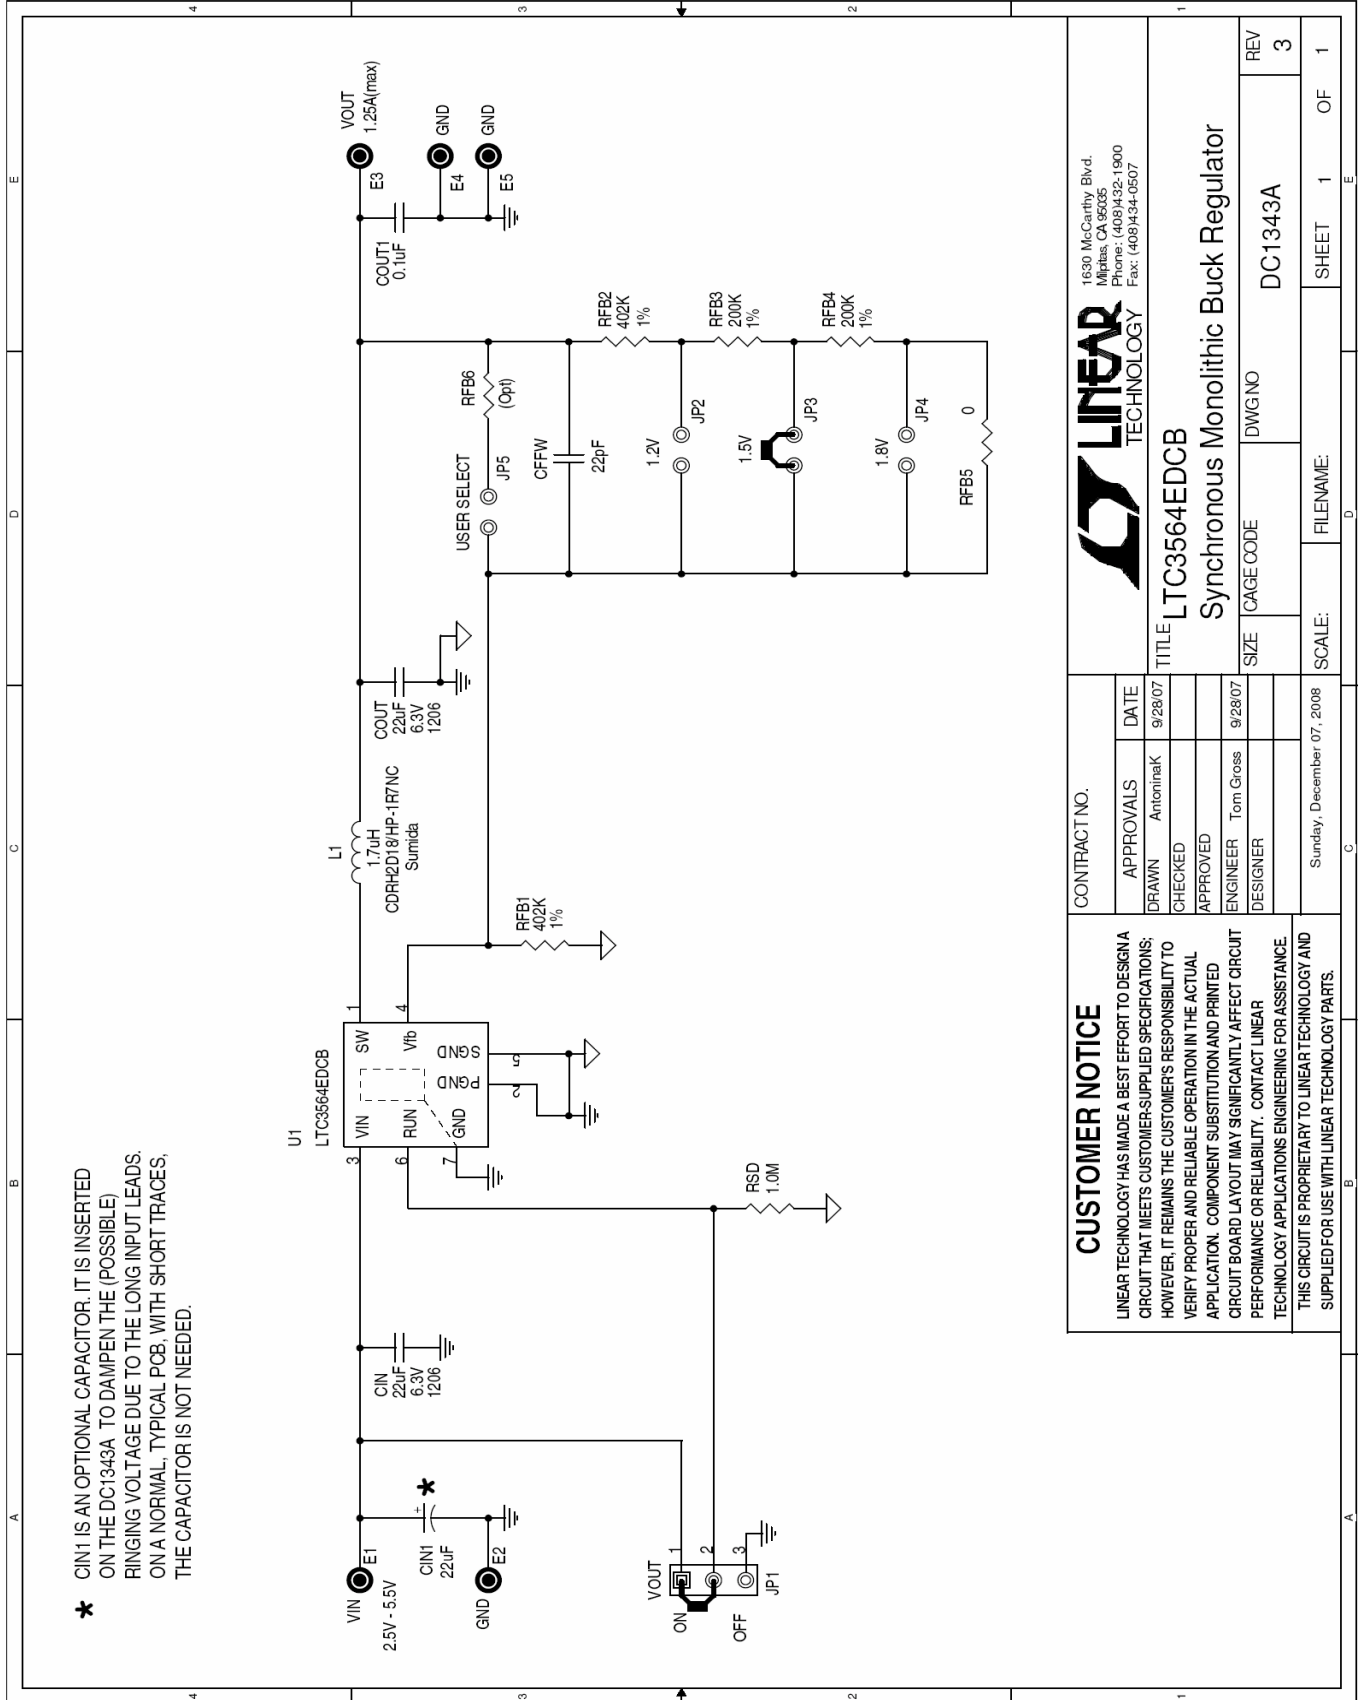 * CIN1 IS AN OPTIONAL CAPACITOR. IT IS INSERTED
ON THE DC1343A TO DAMPEN THE (POSSIBLE)
RINGING VOLTAGE DUE TO THE LONG INPUT LEADS.
ON A NORMAL, TYPICAL PCB, WITH SHORT TRACES,
THE CAPACITOR IS NOT NEEDED.
A
B
C
D
E
4
3
2
1
VIN
2.5V - 5.5V
E1
CIN1
22uF
+
*
GND
E2
CIN
22uF
6.3V
1206
VOUT
ON
OFF
1
2
3
JP1
RSD
1.0M
U1
LTC3564EDCB
3
VIN
SW
1
6
RUN
Vfb
4
7
GND
PGND
SGND
2
5
RFB1
402K
1%
L1
1.7uH
CDRH2D18/HP-1R7NC
Sumida
COUT
22uF
6.3V
1206
USER SELECT
JP5
RFB6
(Opt)
CFFW
22pF
1.2V
JP2
RFB2
402K
1%
1.5V
JP3
RFB3
200K
1%
1.8V
JP4
RFB4
200K
1%
RFB5
0
COUT1
0.1uF
VOUT
1.25A(max)
E3
GND
E4
GND
E5
CUSTOMER NOTICE
LINEAR TECHNOLOGY HAS MADE A BEST EFFORT TO DESIGN A
CIRCUIT THAT MEETS CUSTOMER-SUPPLIED SPECIFICATIONS;
HOWEVER, IT REMAINS THE CUSTOMER'S RESPONSIBILITY TO
VERIFY PROPER AND RELIABLE OPERATION IN THE ACTUAL
APPLICATION. COMPONENT SUBSTITUTION AND PRINTED
CIRCUIT BOARD LAYOUT MAY SIGNIFICANTLY AFFECT CIRCUIT
PERFORMANCE OR RELIABILITY. CONTACT LINEAR
TECHNOLOGY APPLICATIONS ENGINEERING FOR ASSISTANCE.
THIS CIRCUIT IS PROPRIETARY TO LINEAR TECHNOLOGY AND
SUPPLIED FOR USE WITH LINEAR TECHNOLOGY PARTS.
CONTRACT NO.
APPROVALS DATE
DRAWN AntoninaK 9/28/07
CHECKED
APPROVED
ENGINEER Tom Gross 9/28/07
DESIGNER
Sunday, December 07, 2008
LINEAR
TECHNOLOGY
1630 McCarthy Blvd.
Milpitas, CA 95035
Phone: (408)432-1900
Fax: (408)434-0507
TITLE
LTC3564EDCB
Synchronous Monolithic Buck Regulator
SIZE
CAGE CODE
DWG NO
DC1343A
REV
3
SCALE:
FILENAME:
SHEET 1 OF 1
4
3
2
1
A
B
C
D
E